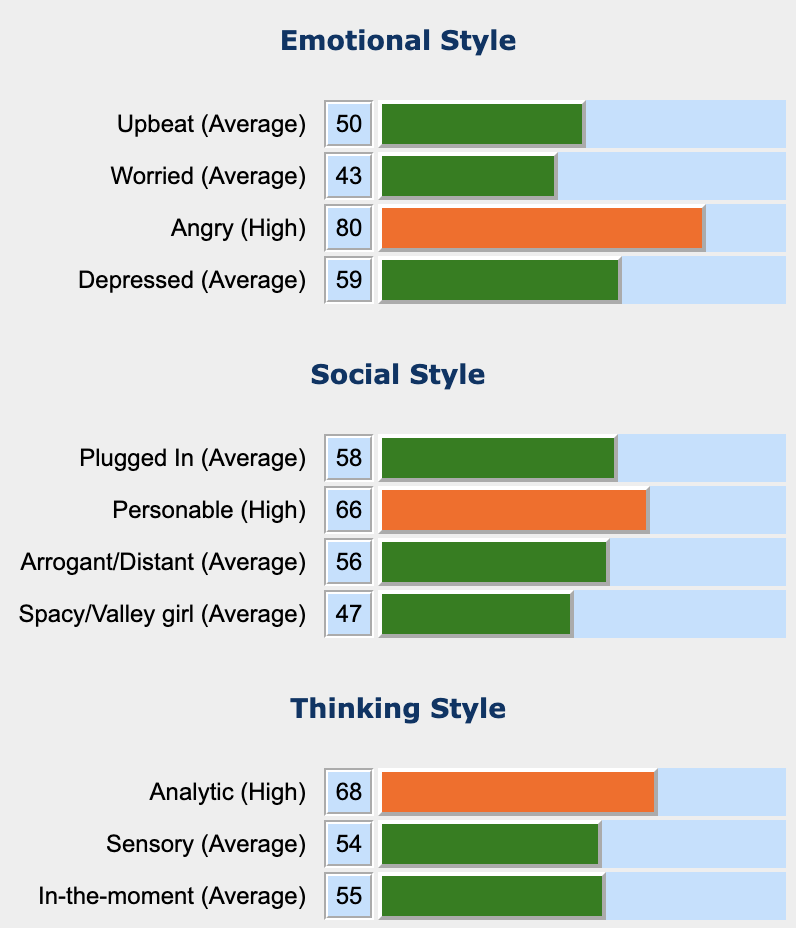 Emotional Style
Upbeat (Average) 50
Worried (Average) 43
Angry (High) 80
Depressed (Average) 59
Social Style
Plugged In (Average) 58
Personable (High) 66
Arrogant/Distant (Average) 56
Spacy/Valley girl (Average) 47
Thinking Style
Analytic (High) 68
Sensory (Average) 54
In-the-moment (Average) 55